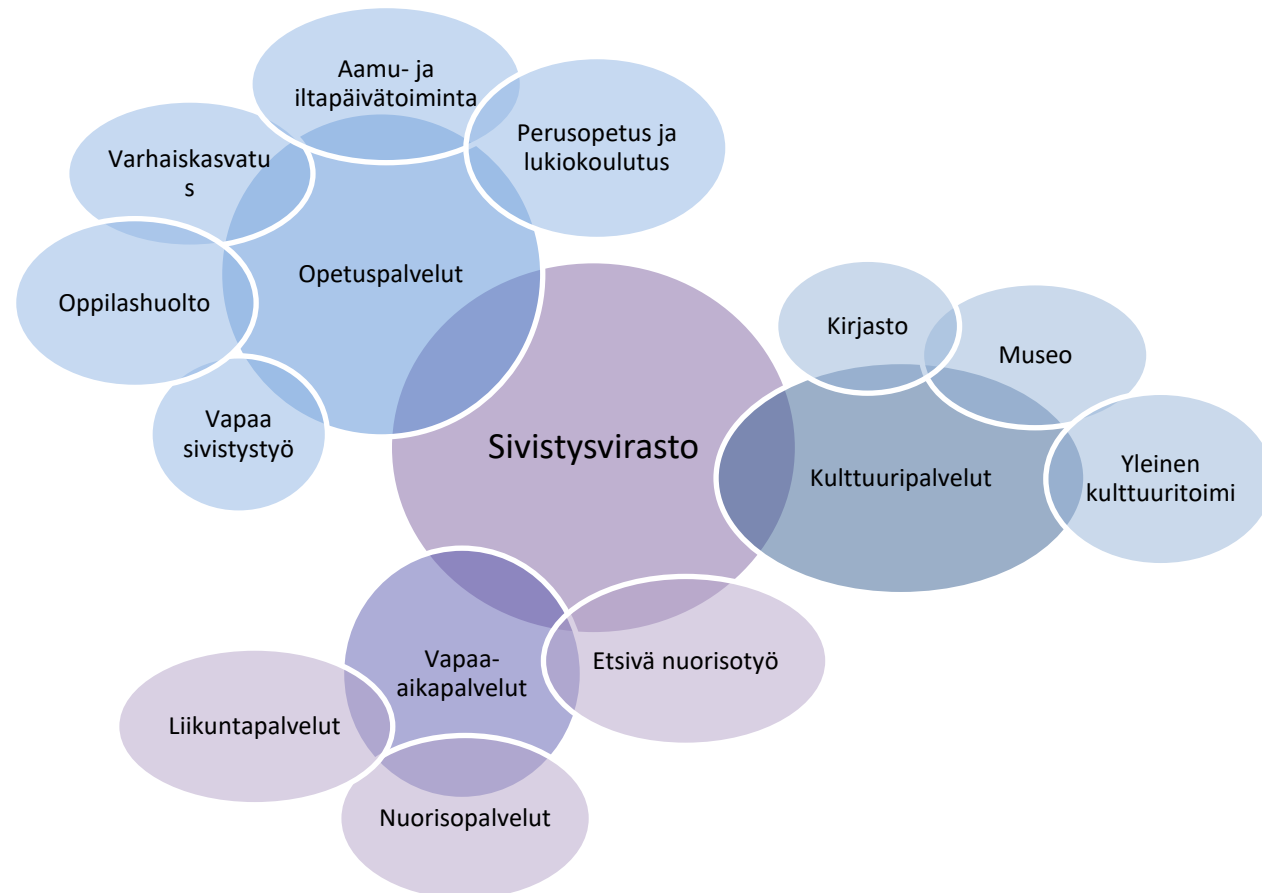 Aamu- ja
iltapäivätoiminta
Perusopetus ja
lukiokoulutus
Varhaiskasvatu
s
Opetuspalvelut
Oppilashuolto
Vapaa
sivistystyö
Sivistysvirasto
Kirjasto
Museo
Kulttuuripalvelut
Yleinen
kulttuuritoimi
Vapaa-
aikapalvelut
Etsivä nuorisotyö
Liikuntapalvelut
Nuorisopalvelut